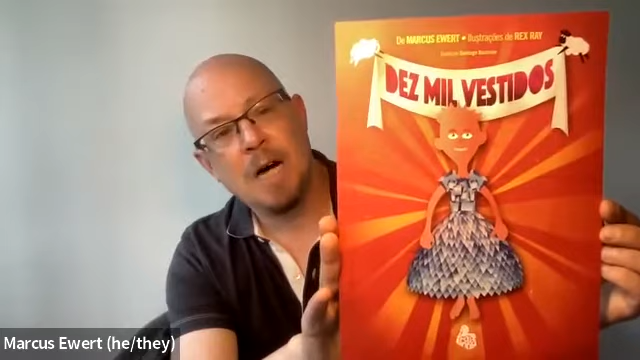 De MARCUS EWERT • Ilustrações de REX RAY
DEZ MIL VESTIDOS
Marcus Ewert (he/they)